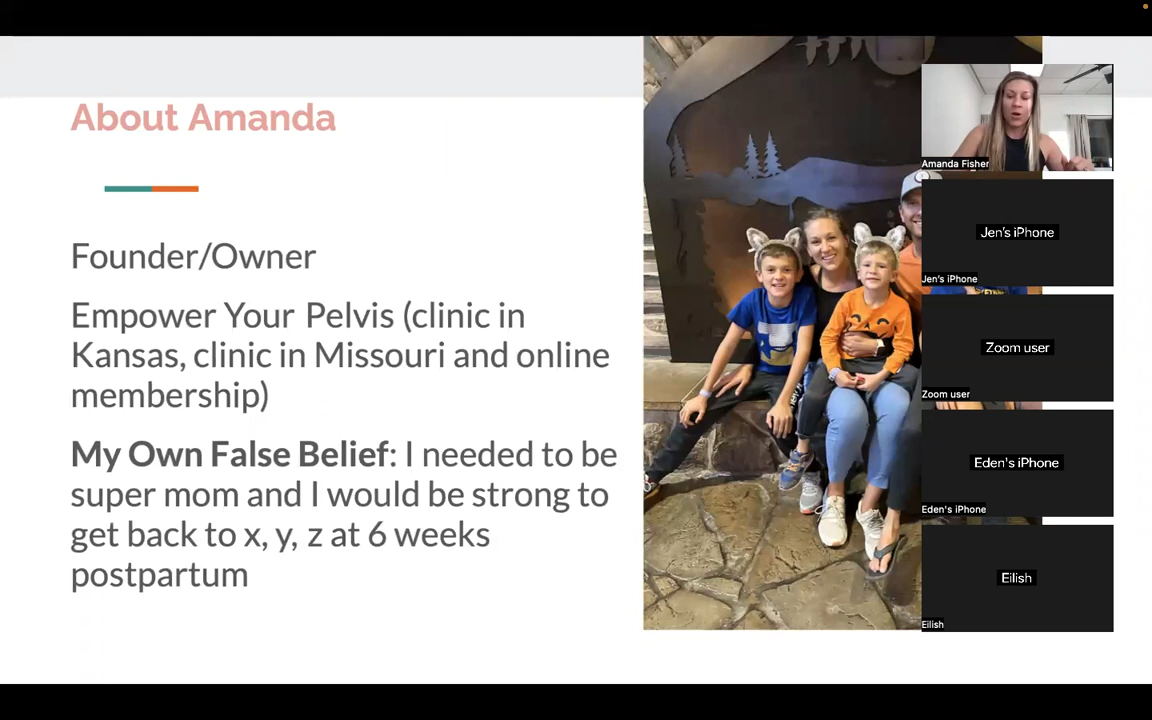 About Amanda
Founder/Owner
Empower Your Pelvis (clinic in
Kansas, clinic in Missouri and online
membership)
My Own False Belief: I needed to be
super mom and I would be strong to
get back to x, y, z at 6 weeks
postpartum
Amanda Fisher
Jen's iPhone
Jen's iPhone
Zoom user
Zoom user
Eden's iPhone
Eden's iPhone
Eilish
Eilish